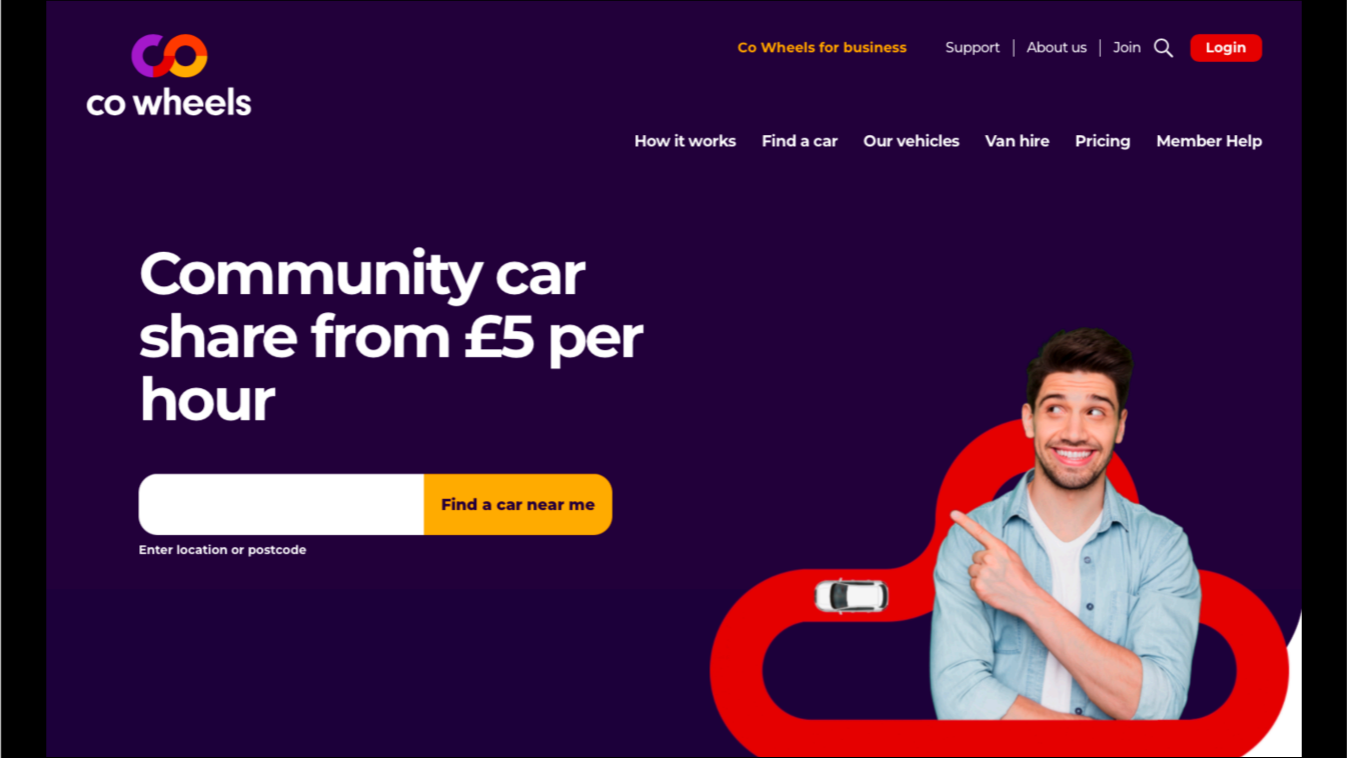 co wheels
Co Wheels for business
Support
About us
Join
Login
How it works
Find a car
Our vehicles
Van hire
Pricing
Member Help
Community car
share from £5 per
hour
Find a car near me
Enter location or postcode